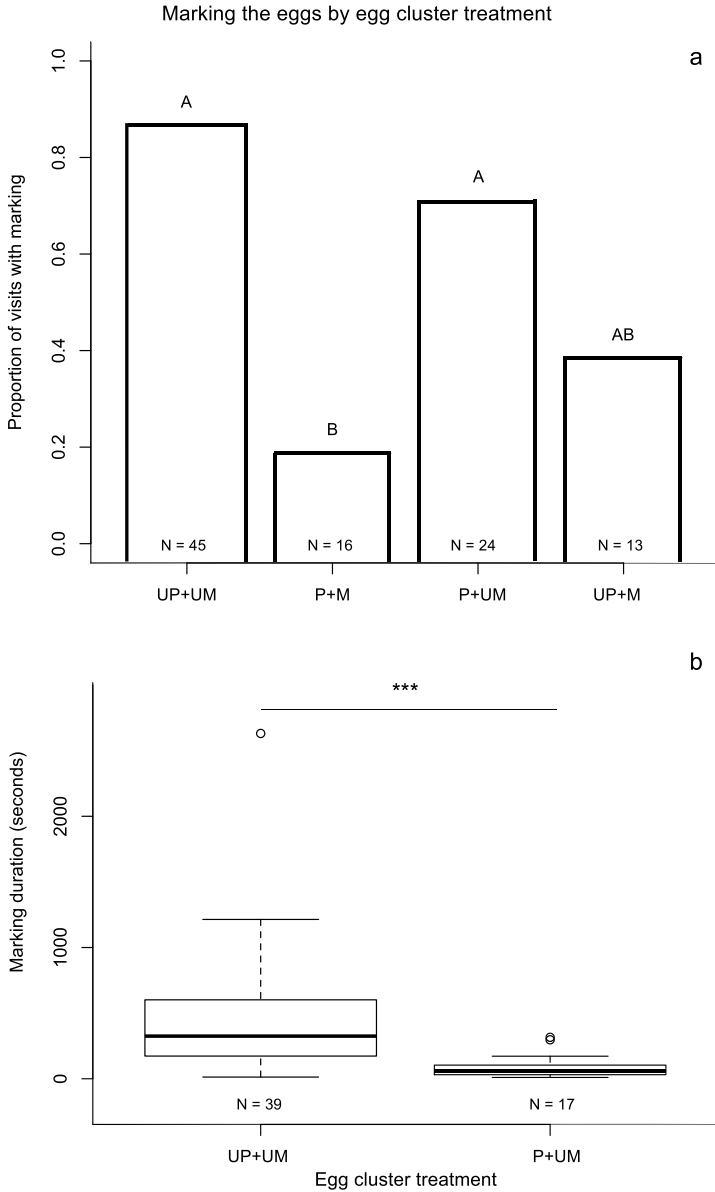 Marking the eggs by egg cluster treatment
a
Proportion of visits with marking
1.0
0.8
0.6
0.4
0.2
0.0
A
B
A
AB
N = 45
N = 16
N = 24
N = 13
UP+UM
P+M
P+UM
UP+M
b
Marking duration (seconds)
2000
1000
0
***
N = 39
N = 17
UP+UM
P+UM
Egg cluster treatment